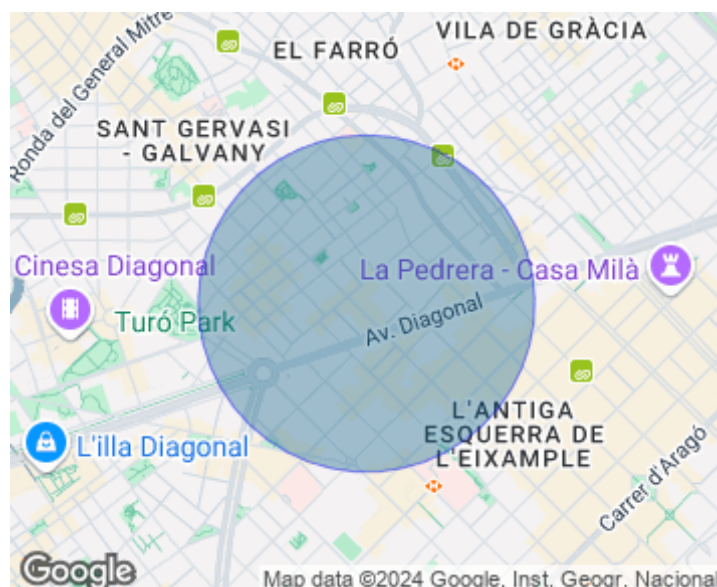 VILA DE GRÀCIA
EL FARRÓ
Ronda del General Mitre
SANT GERVASI
- GALVANY
Cinesa Diagonal
La Pedrera - Casa Milà
Turó Park
Av. Diagonal
L'ANTIGA
ESQUERRA DE
L'EIXAMPLE
L'illa Diagonal
Carrer d'Aragó
Google
Map data ©2024 Google, Inst. Geogr. Nacional